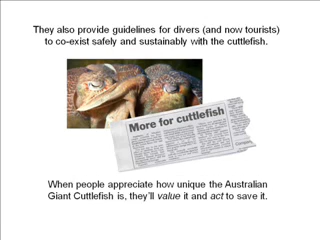 They also provide guidelines for divers (and now tourists)
to co-exist safely and sustainably with the cuttlefish.
More for cuttlefish
When people appreciate how unique the Australian
Giant Cuttlefish is, they'll value it and act to save it.